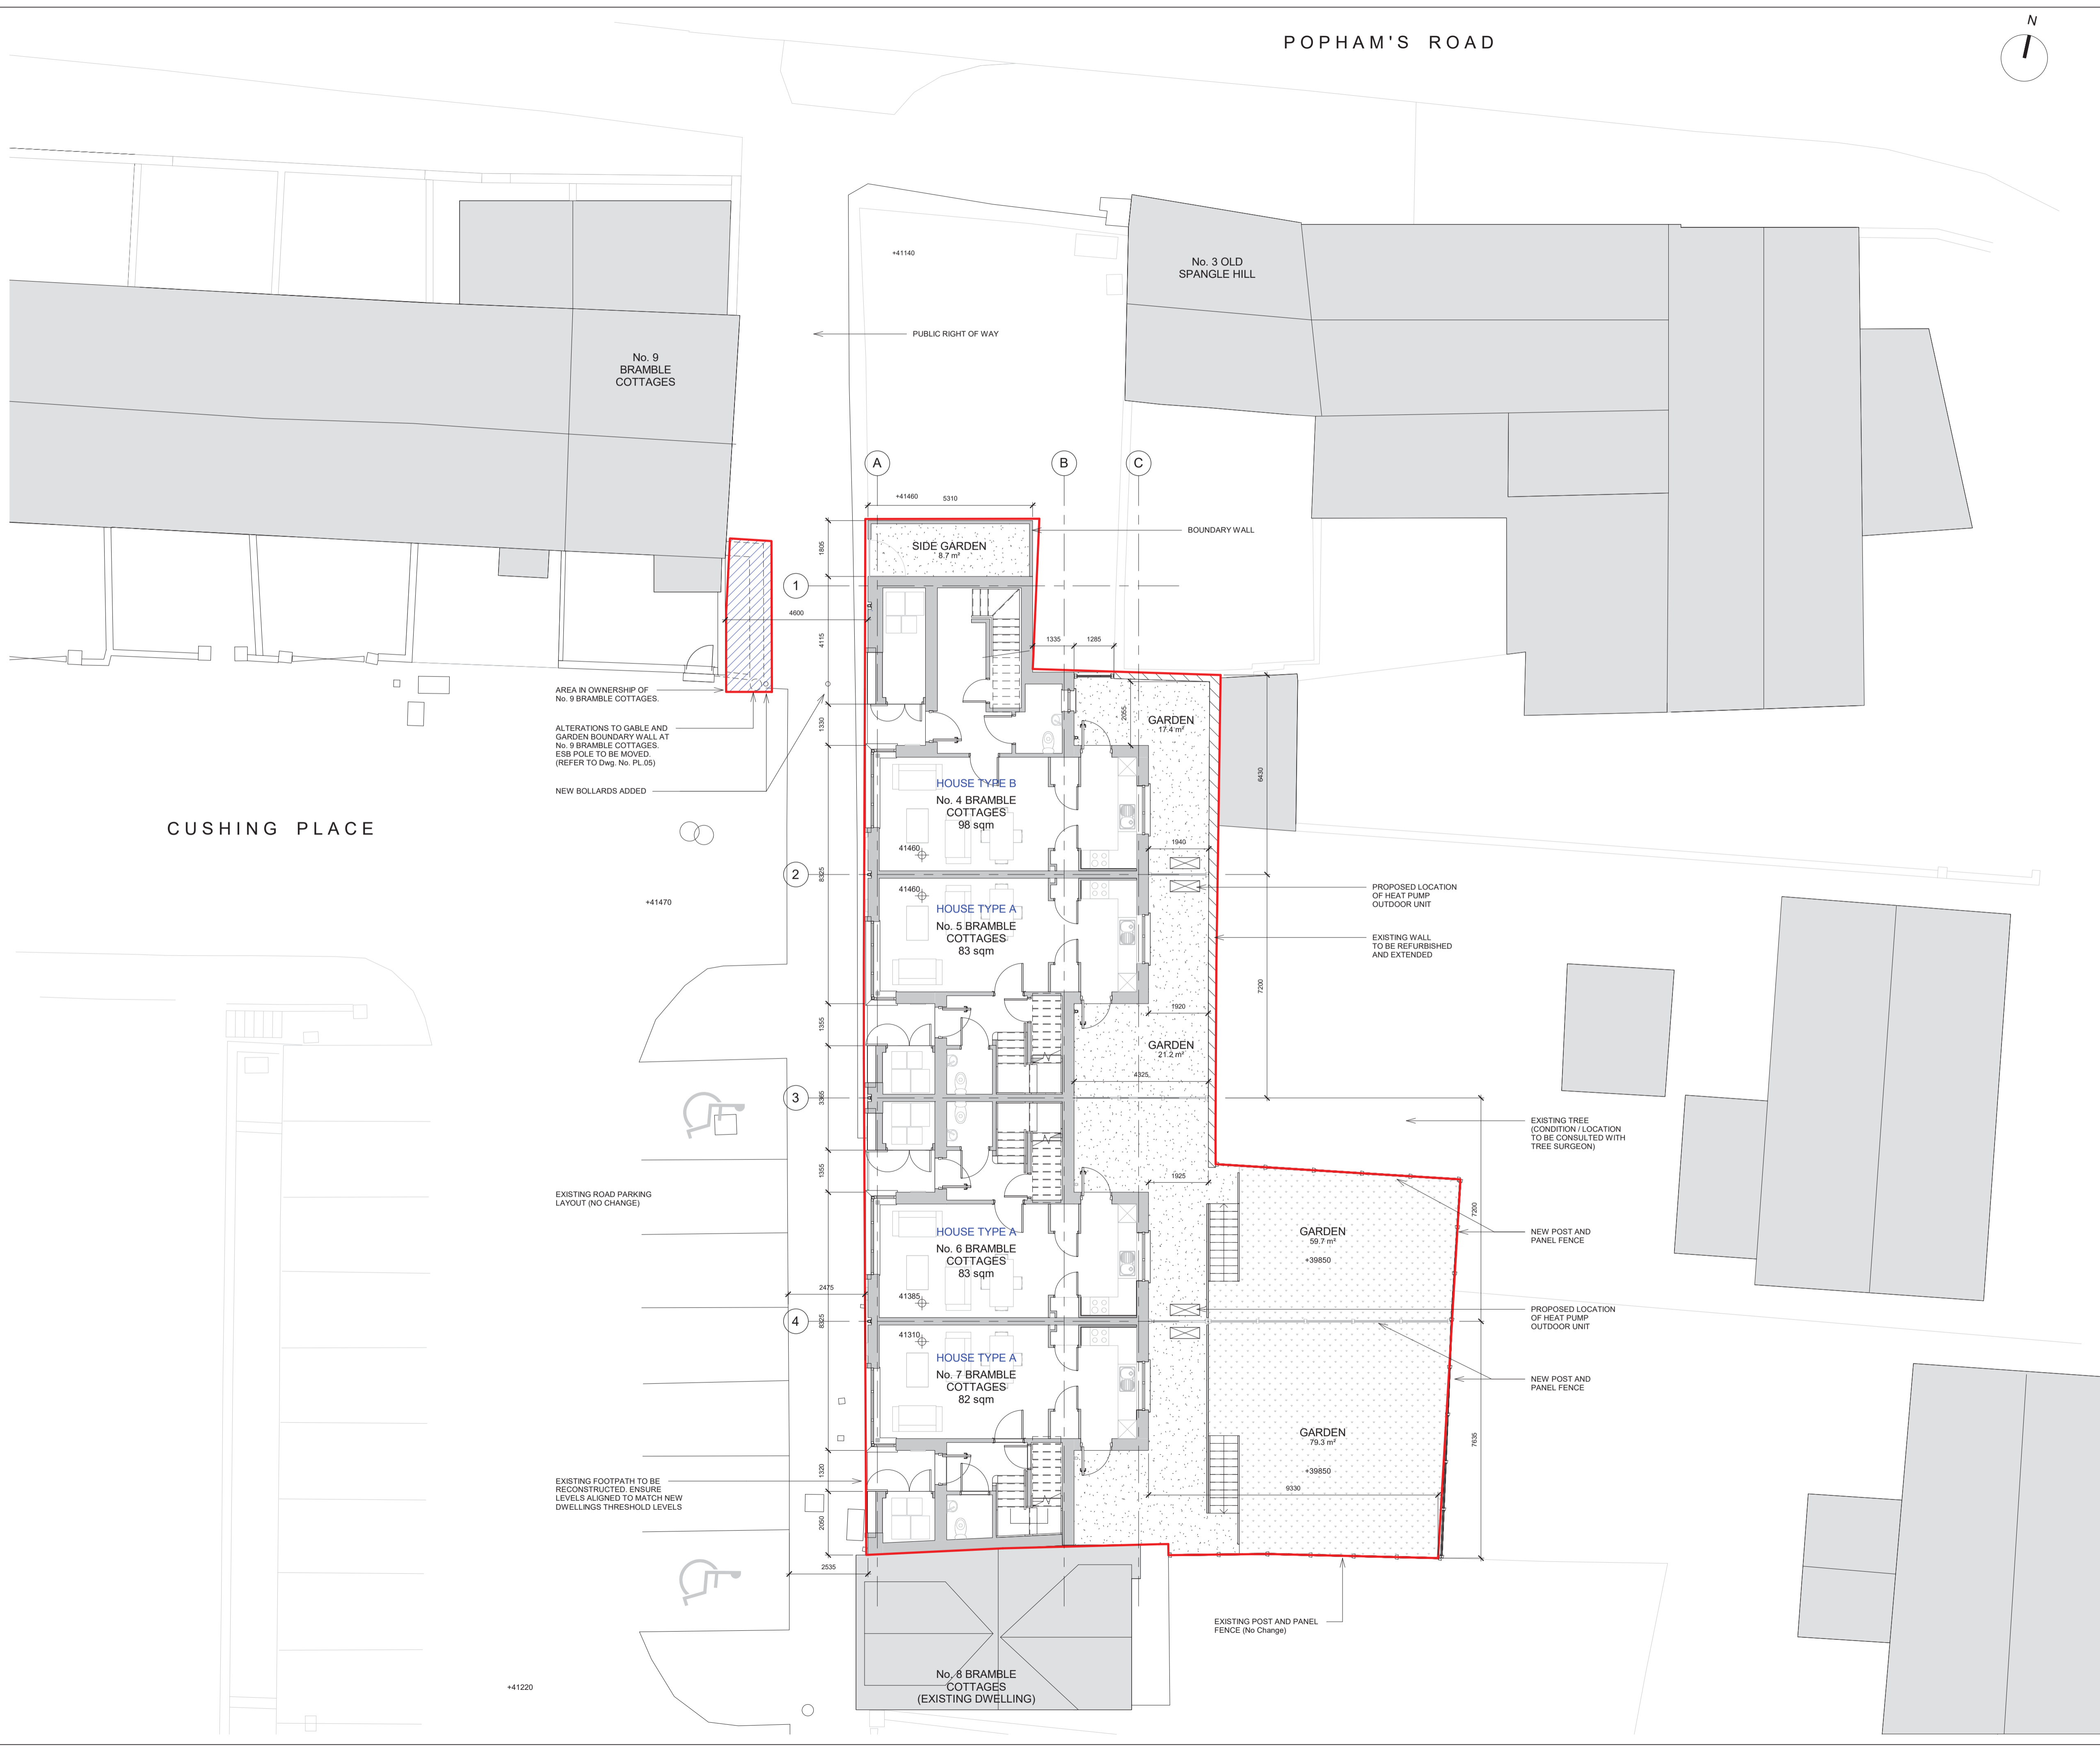 POPHAM'S ROAD
N
+41140
No. 3 OLD
SPANGLE HILL
PUBLIC RIGHT OF WAY
No. 9
BRAMBLE
COTTAGES
A
B
C
+41460
5310
BOUNDARY WALL
SIDE GARDEN
8.7 m²
1805
1
4600
4115
1335
1285
AREA IN OWNERSHIP OF
No. 9 BRAMBLE COTTAGES.
2055
GARDEN
17.4 m²
1330
ALTERATIONS TO GABLE AND
GARDEN BOUNDARY WALL AT
No. 9 BRAMBLE COTTAGES.
ESB POLE TO BE MOVED.
(REFER TO Dwg. No. PL.05)
6430
HOUSE TYPE B
No. 4 BRAMBLE
COTTAGES
98 sqm
NEW BOLLARDS ADDED
CUSHING PLACE
41460
1940
2
8325
41460
PROPOSED LOCATION
OF HEAT PUMP
OUTDOOR UNIT
+41470
HOUSE TYPE A
No. 5 BRAMBLE
COTTAGES
83 sqm
EXISTING WALL
TO BE REFURBISHED
AND EXTENDED
7200
1920
1355
GARDEN
21.2 m²
4325
3
3365
EXISTING TREE
(CONDITION / LOCATION
TO BE CONSULTED WITH
TREE SURGEON)
1355
1925
EXISTING ROAD PARKING
LAYOUT (NO CHANGE)
7200
HOUSE TYPE A
No. 6 BRAMBLE
COTTAGES
83 sqm
GARDEN
59.7 m²
+39850
NEW POST AND
PANEL FENCE
2475
41385
PROPOSED LOCATION
OF HEAT PUMP
OUTDOOR UNIT
4
8325
41310
HOUSE TYPE A
No. 7 BRAMBLE
COTTAGES
82 sqm
NEW POST AND
PANEL FENCE
GARDEN
79.3 m²
+39850
7635
1320
EXISTING FOOTPATH TO BE
RECONSTRUCTED. ENSURE
LEVELS ALIGNED TO MATCH NEW
DWELLINGS THRESHOLD LEVELS
9330
2050
2535
EXISTING POST AND PANEL
FENCE (No Change)
No. 8 BRAMBLE
COTTAGES
(EXISTING DWELLING)
+41220